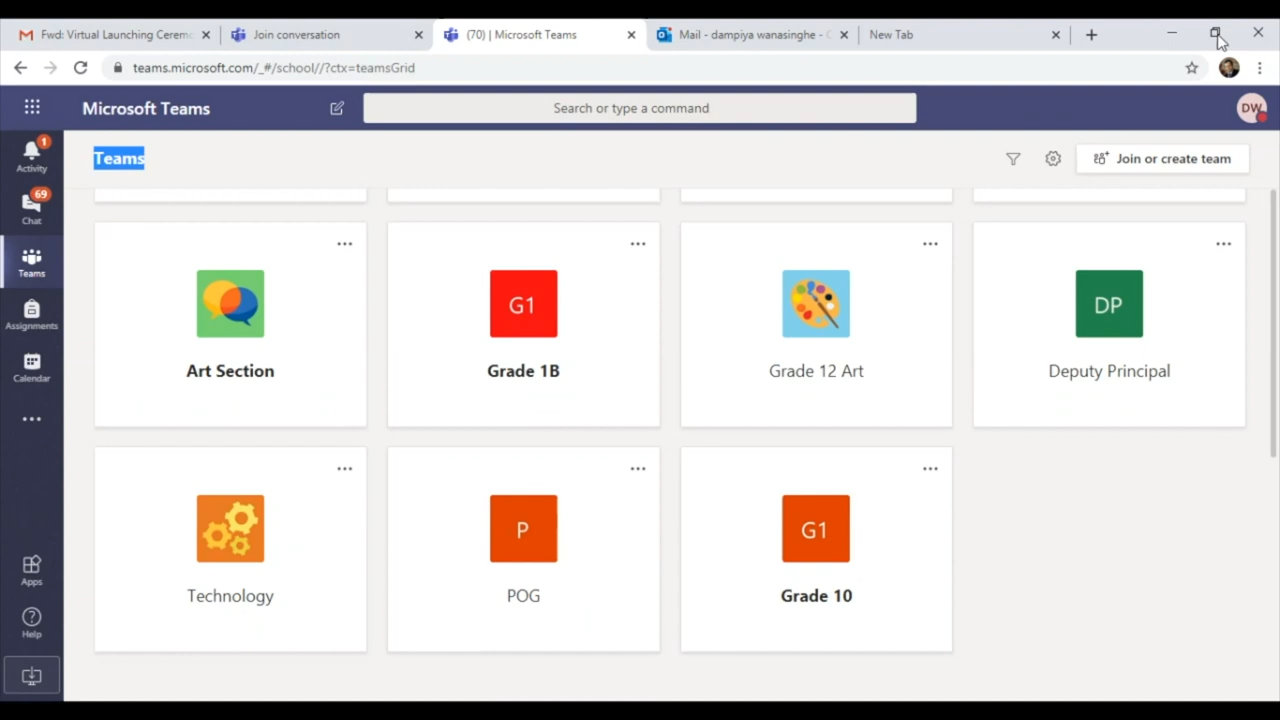 Fwd: Virtual Launching Ceremo
Join conversation
(70) | Microsoft Teams
Mail - dampiya wanasinghe -
New Tab
teams.microsoft.com/_#/school//?ctx=teamsGrid
Microsoft Teams
Search or type a command
DW
1
Activity
69
Chat
Teams
Assignments
Calendar
Apps
Help
Teams
Join or create team
Art Section
G1
Grade 1B
Grade 12 Art
DP
Deputy Principal
Technology
P
POG
G1
Grade 10